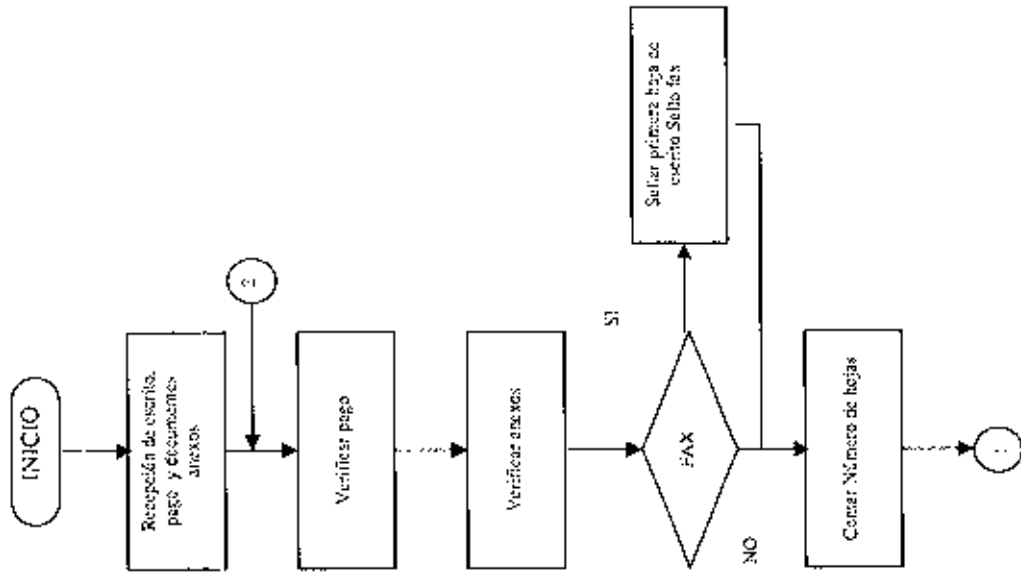 INICIO
Recepción de escrito,
pago y documentos
anexos
Verificar pago
Verificar anexos
FAX
SI
Sellar primera hoja de
escrito Sello fax
NO
Contar Número de hojas